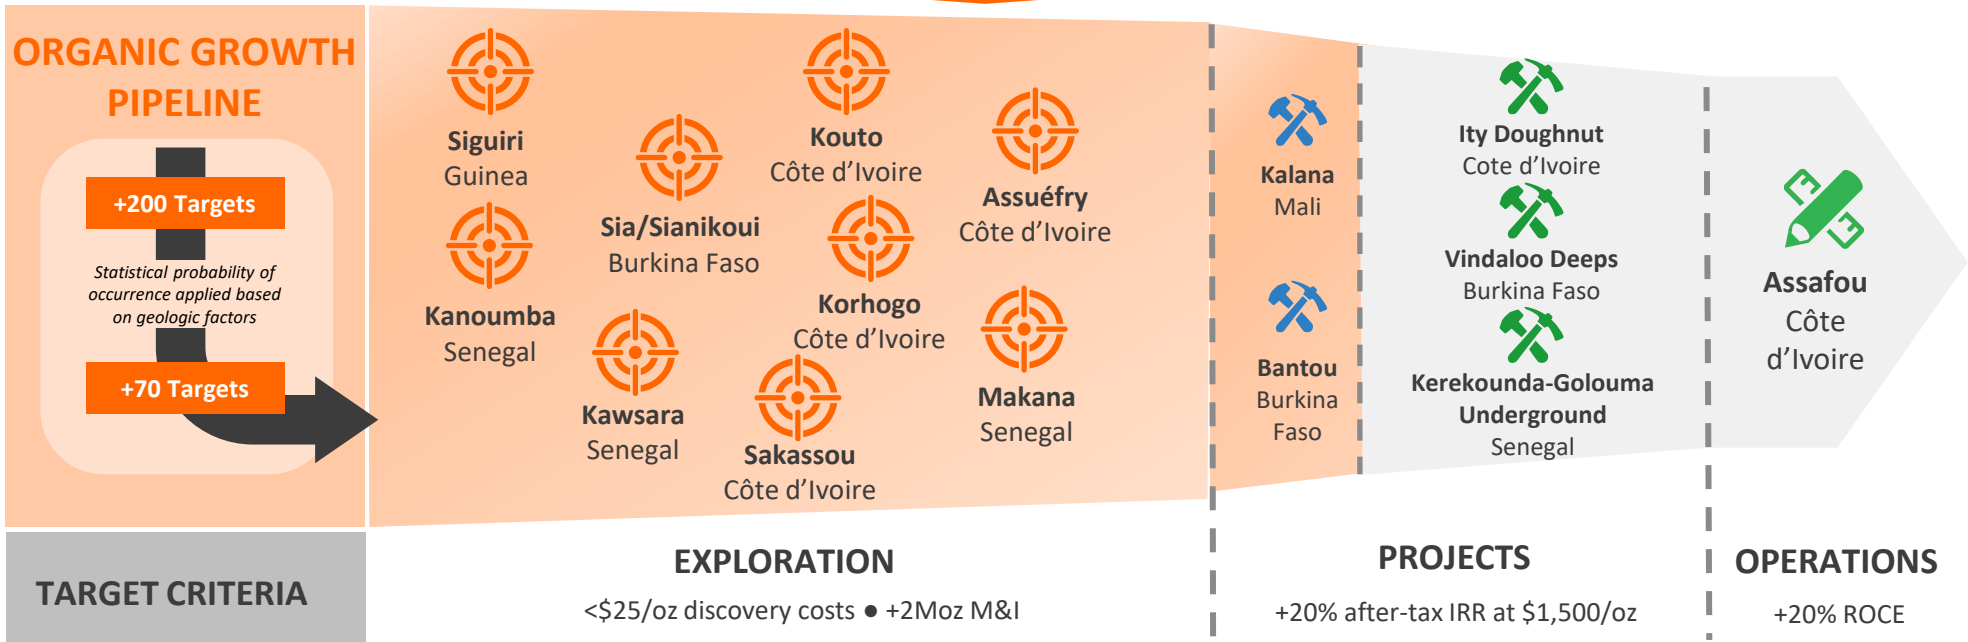 ORGANIC GROWTH
PIPELINE
+200 Targets
Statistical probability of
occurrence applied based
on geologic factors
+70 Targets
Siguiri
Guinea
Kanoumba
Senegal
Sia/Sianikoui
Burkina Faso
Kawsara
Senegal
Kouto
Côte d’Ivoire
Korhogo
Côte d’Ivoire
Sakassou
Côte d’Ivoire
Assuéfry
Côte d’Ivoire
Makana
Senegal
Kalana
Mali
Bantou
Burkina
Faso
Ity Doughnut
Cote d’Ivoire
Vindaloo Deeps
Burkina Faso
Kerekounda-Golouma
Underground
Senegal
Assafou
Côte
d’Ivoire
TARGET CRITERIA
EXPLORATION
<$25/oz discovery costs ● +2Moz M&I
PROJECTS
+20% after-tax IRR at $1,500/oz
OPERATIONS
+20% ROCE